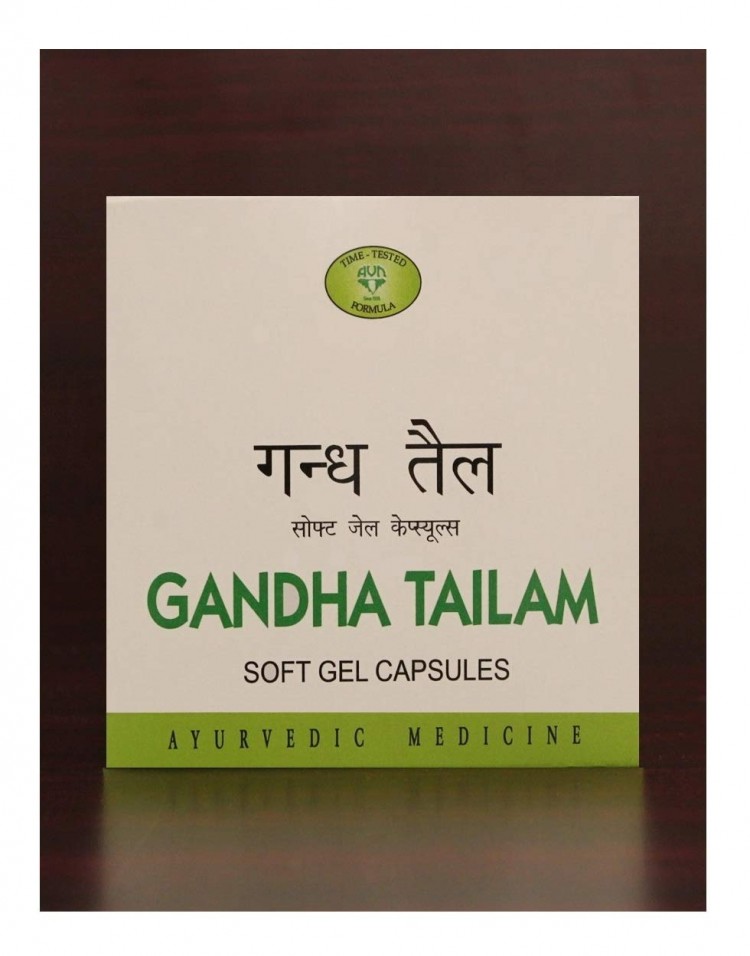 TIME - TESTED
AVN
FORMULA
गन्ध तैल
सोफ्ट जेल केप्स्यूल्स
GANDHA TAILAM
SOFT GEL CAPSULES
AYURVEDIC MEDICINE